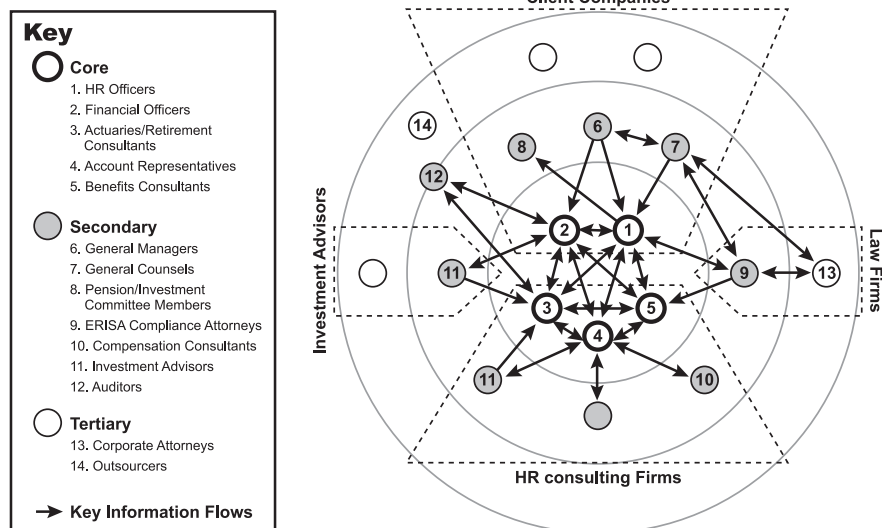 Client Companies
Key
Core
1. HR Officers
2. Financial Officers
3. Actuaries/Retirement
Consultants
4. Account Representatives
5. Benefits Consultants
Secondary
6. General Managers
7. General Counsels
8. Pension/Investment
Committee Members
9. ERISA Compliance Attorneys
10. Compensation Consultants
11. Investment Advisors
12. Auditors
Tertiary
13. Corporate Attorneys
14. Outsourcers
Key Information Flows
14
6
8
7
12
2
1
Investment Advisors
11
9
13
Law Firms
3
5
4
11
10
HR consulting Firms